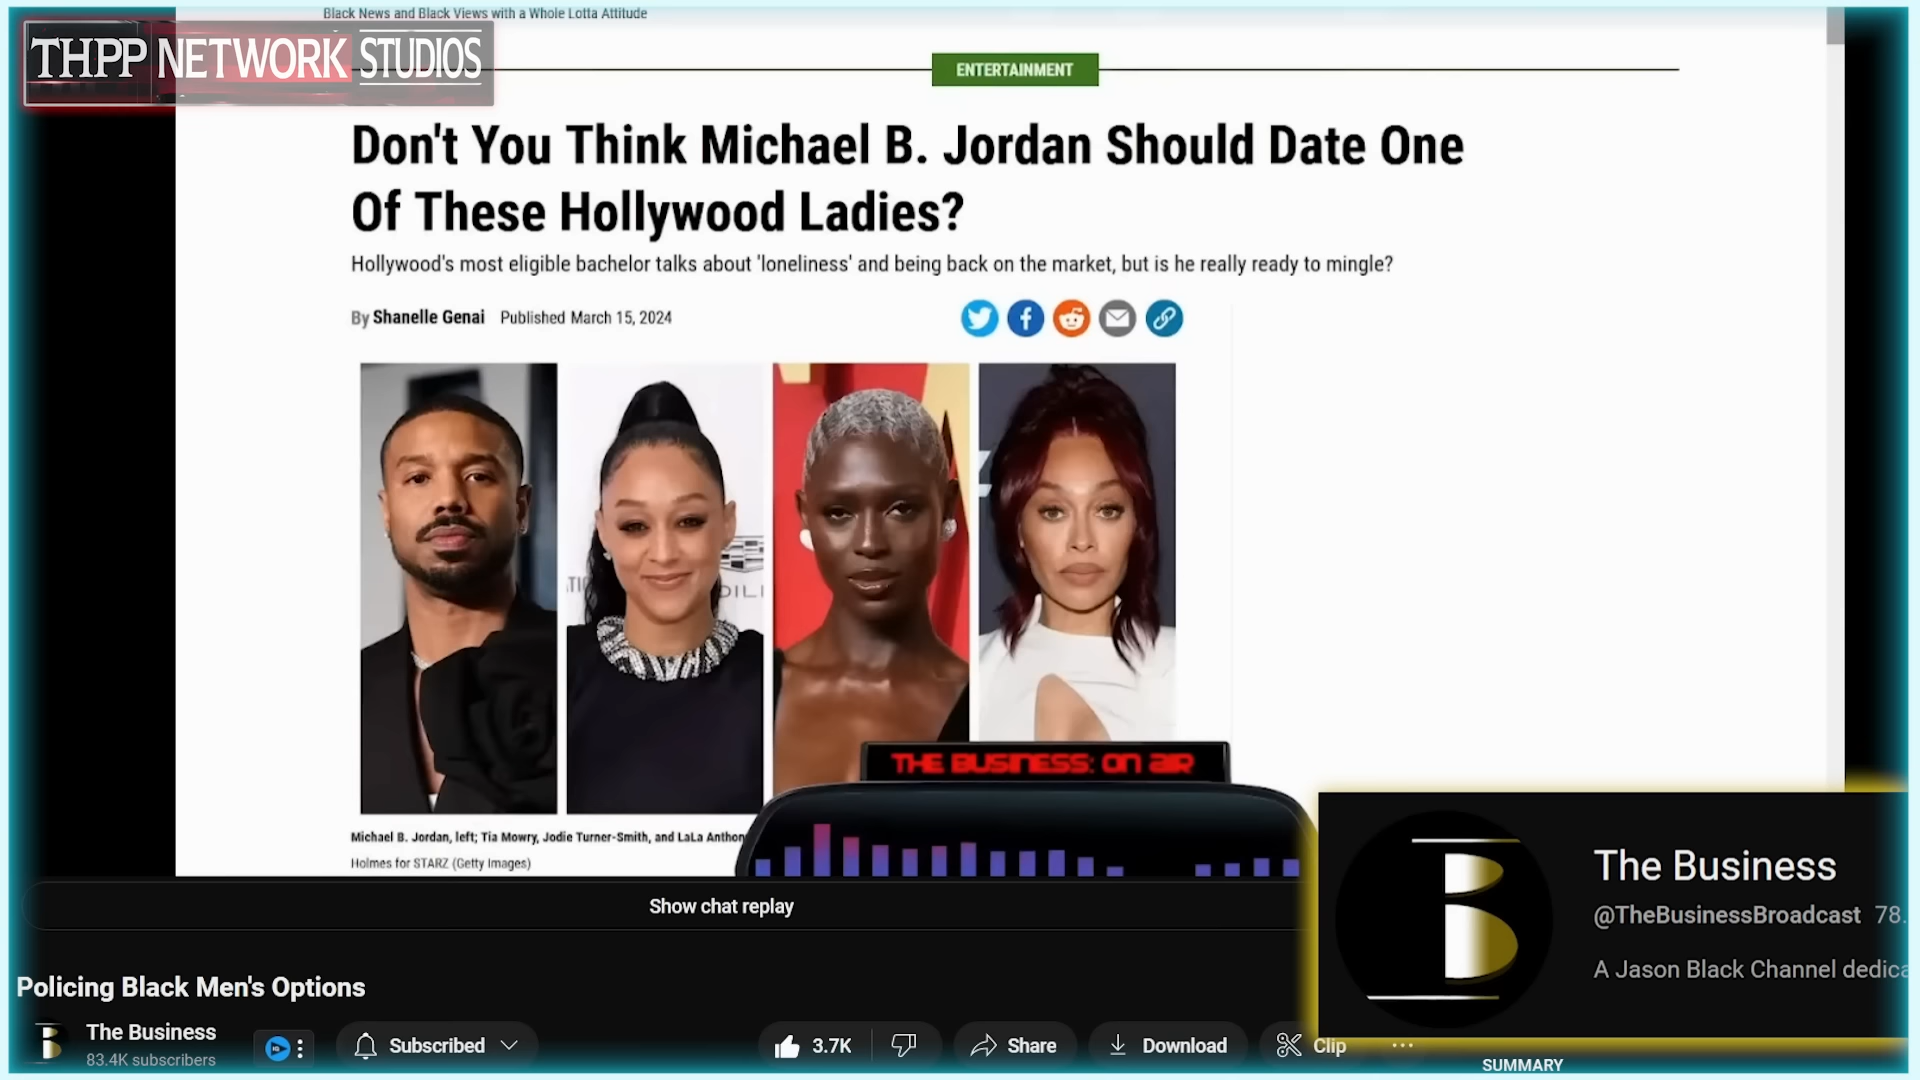 Black News and Black Views with a Whole Lotta Attitude
THPP NETWORK STUDIOS
ENTERTAINMENT
Don't You Think Michael B. Jordan Should Date One
Of These Hollywood Ladies?
Hollywood's most eligible bachelor talks about 'loneliness' and being back on the market, but is he really ready to mingle?
By Shanelle Genai Published March 15, 2024
THE BUSINESS: ON AIR
Michael B. Jordan, left; Tia Mowry, Jodie Turner-Smith, and LaLa
Holmes for STARZ (Getty Images)
B
The Business
@TheBusinessBroadcast 78.
A Jason Black Channel
Show chat replay
Policing Black Men's Options
The Business
83.4K subscribers
Subscribed
3.7K
Share
Download
Clip
SUMMARY